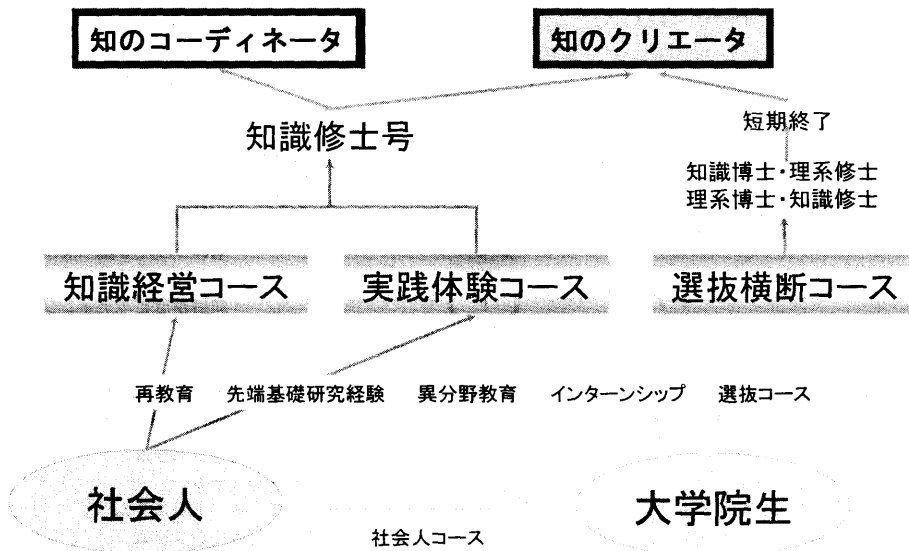 知のコーディネータ
知のクリエータ
知識修士号
短期終了
知識博士・理系修士
理系博士・知識修士
知識経営コース
実践体験コース
選抜横断コース
再教育 先端基礎研究経験 異分野教育 インターンシップ 選抜コース
社会人
大学院生
社会人コース